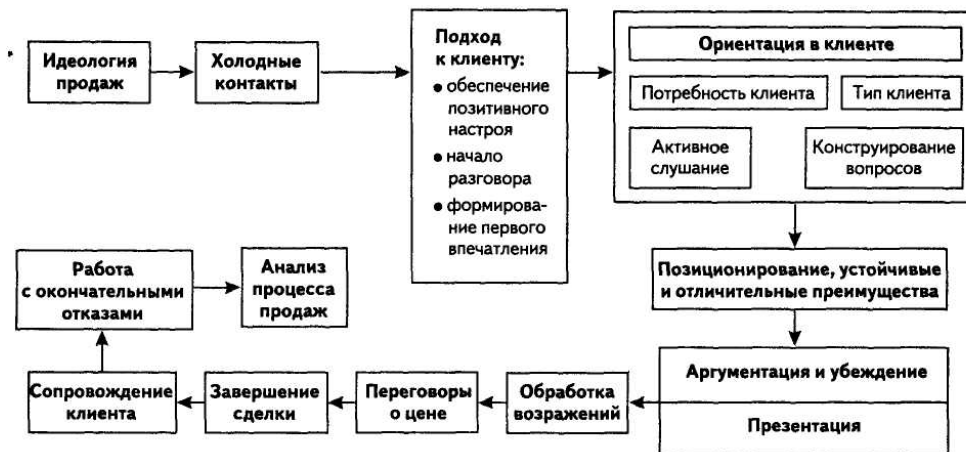 Идеология
продаж
Холодные
контакты
Подход
к клиенту:
● обеспечение
позитивного
настроя
● начало
разговора
● формирова-
ние первого
впечатления
Ориентация в клиенте
Потребность клиента
Тип клиента
Активное
слушание
Конструирование
вопросов
Позиционирование, устойчивые
и отличительные преимущества
Аргументация и убеждение
Презентация
Обработка
возражений
Переговоры
о цене
Завершение
сделки
Сопровождение
клиента
Работа
с окончательными
отказами
Анализ
процесса
продаж